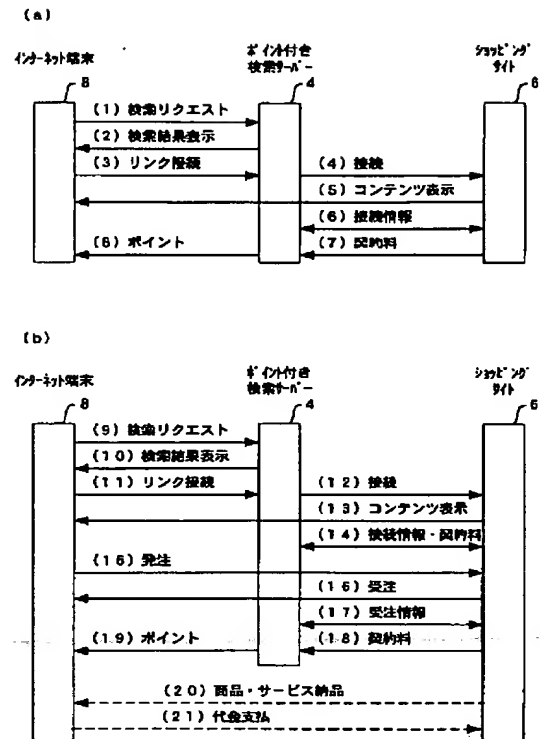 (a)
インターネット端末
ポイント付き
検索サーバー
ショッピング
サイト
8
4
6
(1) 検索リクエスト
(2) 検索結果表示
(3) リンク接続
(4) 接続
(5) コンテンツ表示
(6) 接続情報
(8) ポイント
(7) 契約料
(b)
インターネット端末
ポイント付き
検索サーバー
ショッピング
サイト
8
4
6
(9) 検索リクエスト
(10) 検索結果表示
(11) リンク接続
(12) 接続
(13) コンテンツ表示
(14) 接続情報・契約料
(15) 発注
(16) 受注
(17) 受注情報
(19) ポイント
(18) 契約料
(20) 商品・サービス納品
(21) 代金支払